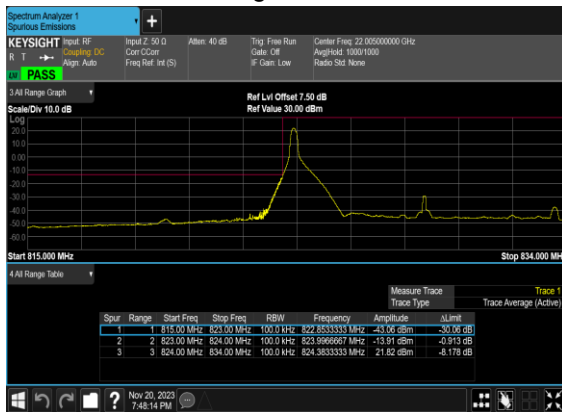 Spectrum Analyzer 1
Spurious Emissions
KEYSIGHT Input: RF Input Z: 50 Ω Atten: 40 dB Trig: Free Run Center Freq: 22.005000000 GHz
R T Coupling: DC Corr CCorr Gate: Off Avg|Hold: 1000/1000
Align: Auto Freq Ref: Int (S) IF Gain: Low Radio Std: None
PASS
3 All Range Graph
Ref Lvl Offset 7.50 dB
Scale/Div 10.0 dB Ref Value 30.00 dBm
Log
20.0
10.0
0.00
-10.0
-20.0
-30.0
-40.0
-50.0
-60.0
Start 815.000 MHz Stop 834.000 MH
4 All Range Table
Measure Trace Trace 1
Trace Type Trace Average (Active)
Spur Range Start Freq Stop Freq RBW Frequency Amplitude ΔLimit
1 1 815.00 MHz 823.00 MHz 100.0 kHz 822.8533333 MHz -43.06 dBm -30.06 dB
2 2 823.00 MHz 824.00 MHz 100.0 kHz 823.9966667 MHz -13.91 dBm -0.913 dB
3 3 824.00 MHz 834.00 MHz 100.0 kHz 824.3833333 MHz 21.82 dBm -8.178 dB
Nov 20, 2023
7:48:14 PM